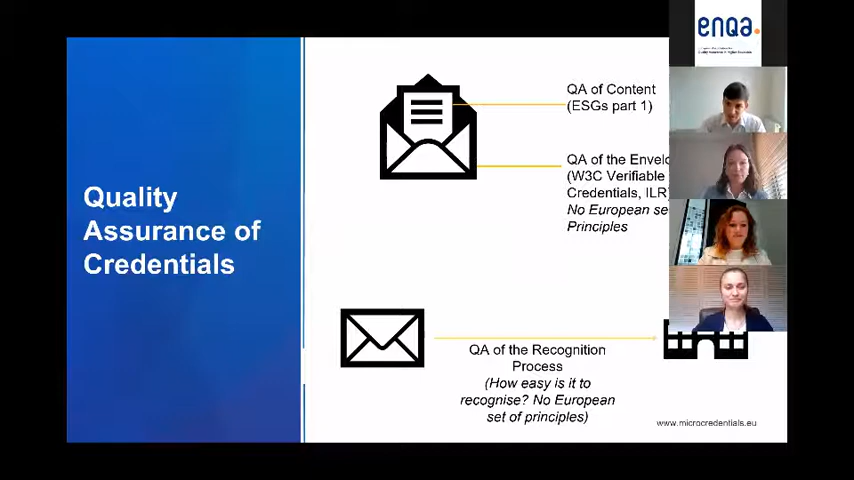 enqa.
Quality
Assurance of
Credentials
QA of Content
(ESGs part 1)
QA of the
(W3C Verifiable
Credentials, ILR)
No European
Principles
QA of the Recognition
Process
(How easy is it to
recognise? No European
set of principles)
www.microcredentials.eu